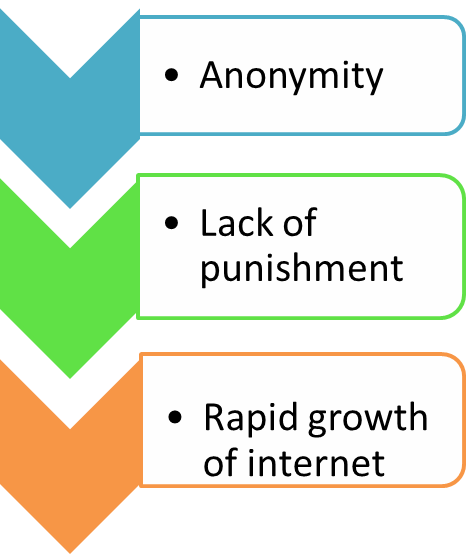 • Anonymity
• Lack of
punishment
• Rapid growth
of internet